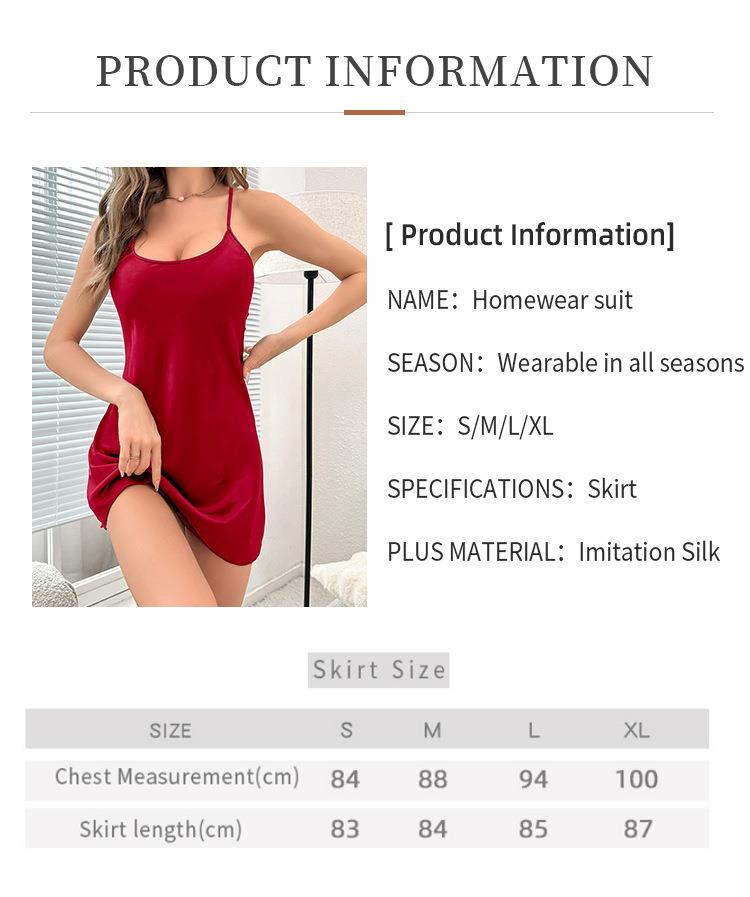 PRODUCT INFORMATION
[ Product Information]
NAME： Homewear suit
SEASON： Wearable in all seasons
SIZE： S/M/L/XL
SPECIFICATIONS： Skirt
PLUS MATERIAL： Imitation Silk
Skirt Size
SIZE S M L XL
Chest Measurement(cm) 84 88 94 100
Skirt length(cm) 83 84 85 87